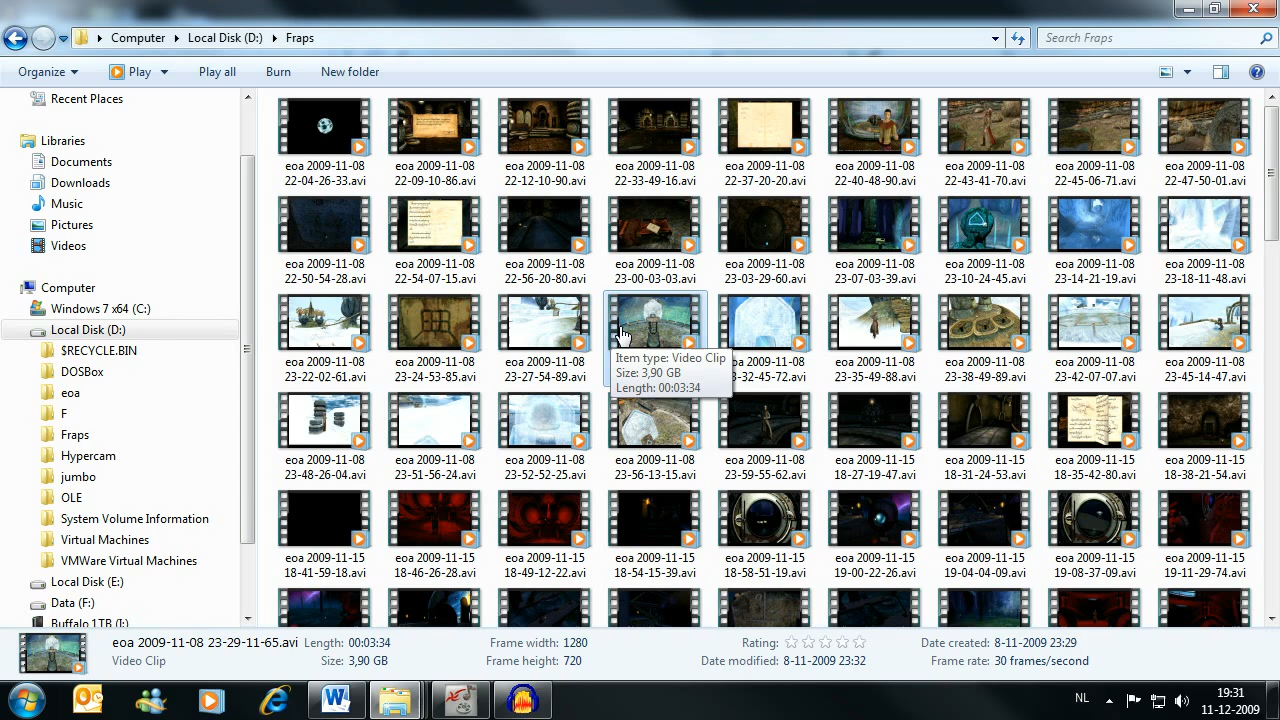 Computer
Local Disk (D:)
Fraps
Search Fraps
Organize
Play
Play all
Burn
New folder
Recent Places
Libraries
Documents
Downloads
Music
Pictures
Videos
Computer
Windows 7 x64 (C:)
Local Disk (D:)
$RECYCLE.BIN
DOSBox
eoa
F
Fraps
Hypercam
jumbo
OLE
System Volume Information
Virtual Machines
VMWare Virtual Machines
Local Disk (E:)
Data (F:)
Buffalo 1TB (I:)
eoa 2009-11-08 eoa 2009-11-08 eoa 2009-11-08 eoa 2009-11-08 eoa 2009-11-08 eoa 2009-11-08 eoa 2009-11-08 eoa 2009-11-08 eoa 2009-11-08
22-04-26-33.avi 22-09-10-86.avi 22-12-10-90.avi 22-33-49-16.avi 22-37-20-20.avi 22-40-48-90.avi 22-43-41-70.avi 22-45-06-71.avi 22-47-50-01.avi
eoa 2009-11-08 eoa 2009-11-08 eoa 2009-11-08 eoa 2009-11-08 eoa 2009-11-08 eoa 2009-11-08 eoa 2009-11-08 eoa 2009-11-08 eoa 2009-11-08
22-50-54-28.avi 22-54-07-15.avi 22-56-20-80.avi 23-00-03-03.avi 23-03-29-60.avi 23-07-03-39.avi 23-10-24-45.avi 23-14-21-19.avi 23-18-11-48.avi
eoa 2009-11-08 eoa 2009-11-08 eoa 2009-11-08 2009-11-08 eoa 2009-11-08 eoa 2009-11-08 eoa 2009-11-08 eoa 2009-11-08
23-22-02-61.avi 23-24-53-85.avi 23-27-54-89.avi 23-32-45-72.avi 23-35-49-88.avi 23-38-49-89.avi 23-42-07-07.avi 23-45-14-47.avi
Item type: Video Clip
Size: 3,90 GB
Length: 00:03:34
eoa 2009-11-08 eoa 2009-11-08 eoa 2009-11-08 eoa 2009-11-08 eoa 2009-11-08 eoa 2009-11-15 eoa 2009-11-15 eoa 2009-11-15 eoa 2009-11-15
23-48-26-04.avi 23-51-56-24.avi 23-52-52-25.avi 23-56-13-15.avi 23-59-55-62.avi 18-27-19-47.avi 18-31-24-53.avi 18-35-42-80.avi 18-38-21-54.avi
eoa 2009-11-15 eoa 2009-11-15 eoa 2009-11-15 eoa 2009-11-15 eoa 2009-11-15 eoa 2009-11-15 eoa 2009-11-15 eoa 2009-11-15 eoa 2009-11-15
18-41-59-18.avi 18-46-26-28.avi 18-49-12-22.avi 18-54-15-39.avi 18-58-51-19.avi 19-00-22-26.avi 19-04-04-09.avi 19-08-37-09.avi 19-11-29-74.avi
eoa 2009-11-08 23-29-11-65.avi Length: 00:03:34 Frame width: 1280 Rating: Date created: 8-11-2009 23:29
Video Clip Size: 3,90 GB Frame height: 720 Date modified: 8-11-2009 23:32 Frame rate: 30 frames/second
NL
19:31
11-12-2009